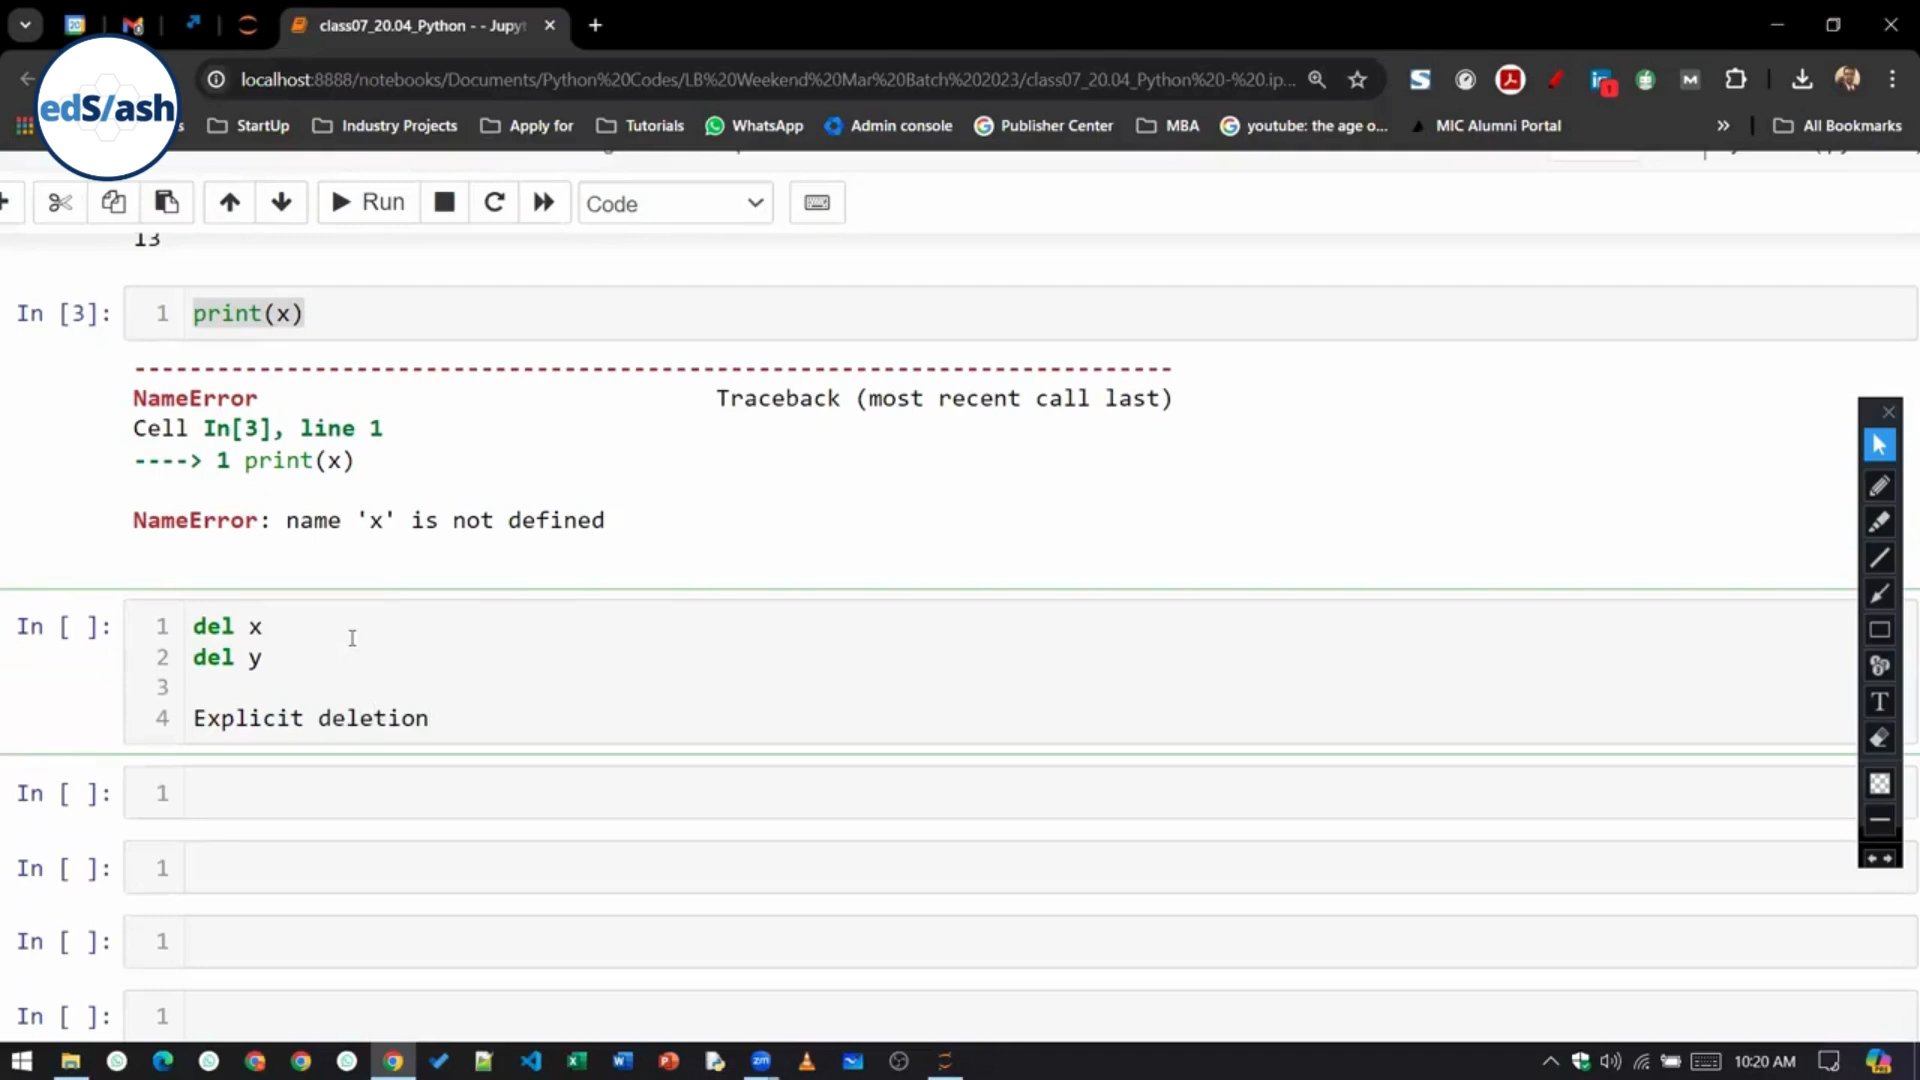 class07_20.04_Python - - Jupyt
localhost:8888/notebooks/Documents/Python%20Codes/LB%20Weekend%20Mar%20Batch%202023/class07_20.04_Python%20-%20.ip...
edS/ash
StartUp
Industry Projects
Apply for
Tutorials
WhatsApp
Admin console
Publisher Center
MBA
youtube: the age o...
MIC Alumni Portal
All Bookmarks
Run
Code
13
In [3]: 1 print(x)
NameError Traceback (most recent call last)
Cell In[3], line 1
----> 1 print(x)
NameError: name 'x' is not defined
In [ ]: 1 del x
2 del y
3
4 Explicit deletion
In [ ]: 1
In [ ]: 1
In [ ]: 1
In [ ]: 1
10:20 AM